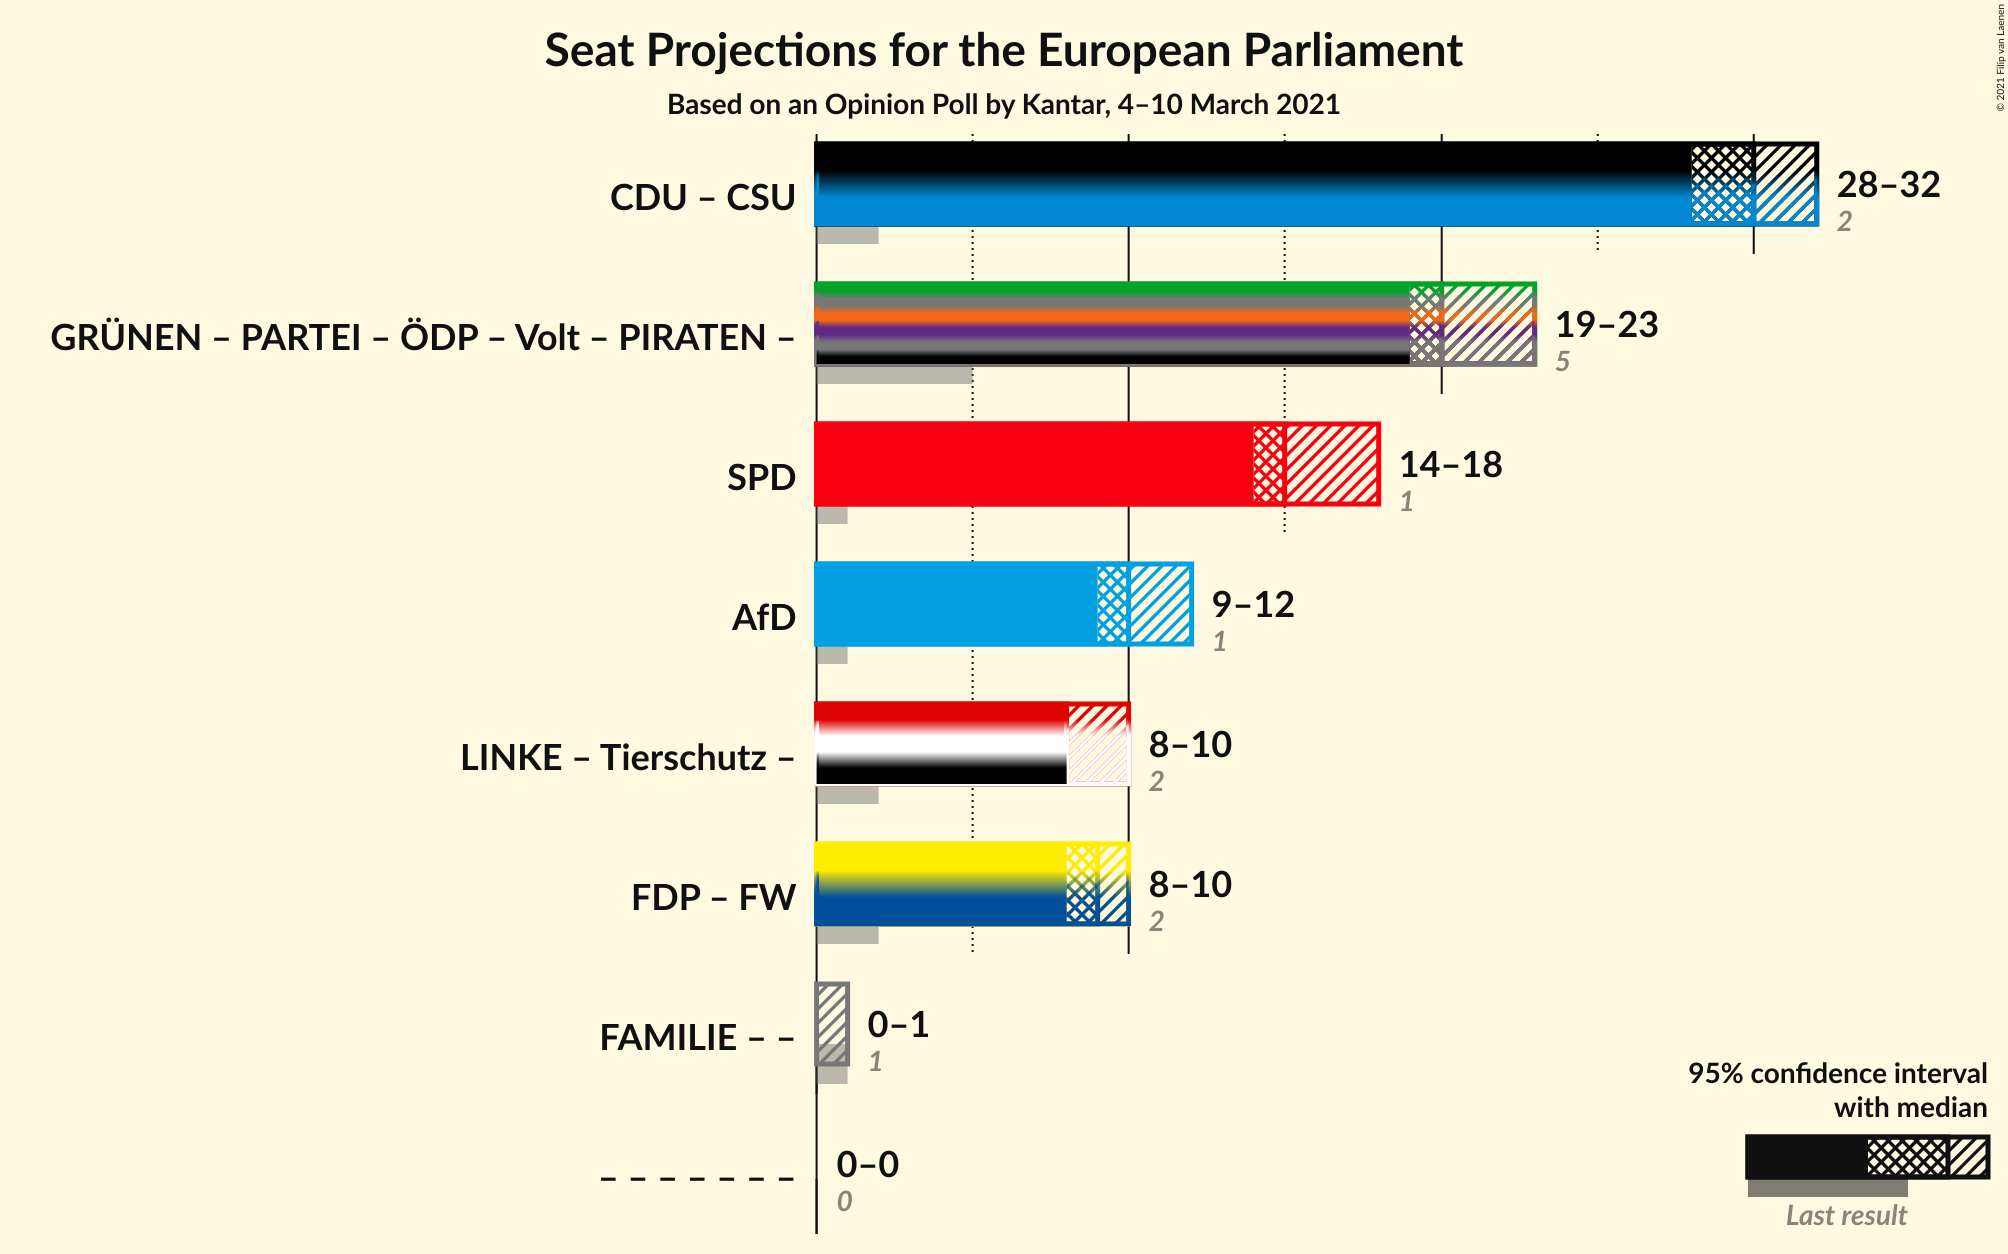 Seat Projections for the European Parliament
Based on an Opinion Poll by Kantar, 4–10 March 2021
© 2021 Filip van Laenen
CDU – CSU
28–32
2
GRÜNEN – PARTEI – ÖDP – Volt – PIRATEN –
19–23
5
SPD
14–18
1
AfD
9–12
1
LINKE – Tierschutz –
8–10
2
FDP – FW
8–10
2
FAMILIE – –
0–1
1
– – – – – – –
0–0
0
95% confidence interval
with median
Last result